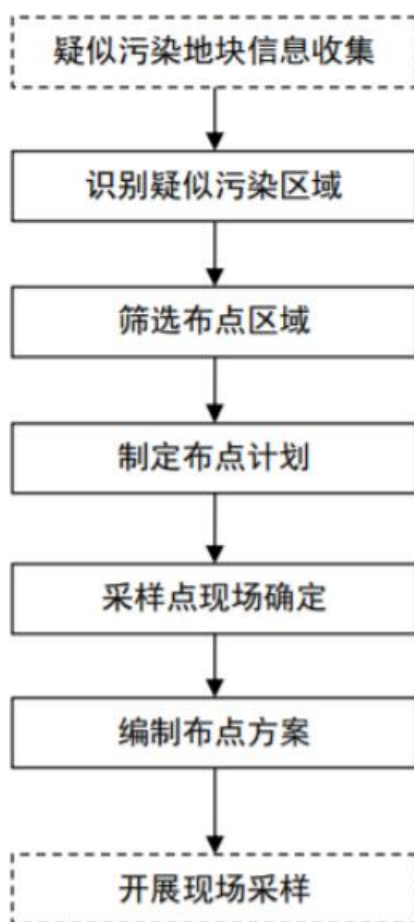 疑似污染地块信息收集
识别疑似污染区域
筛选布点区域
制定布点计划
采样点现场确定
编制布点方案
开展现场采样